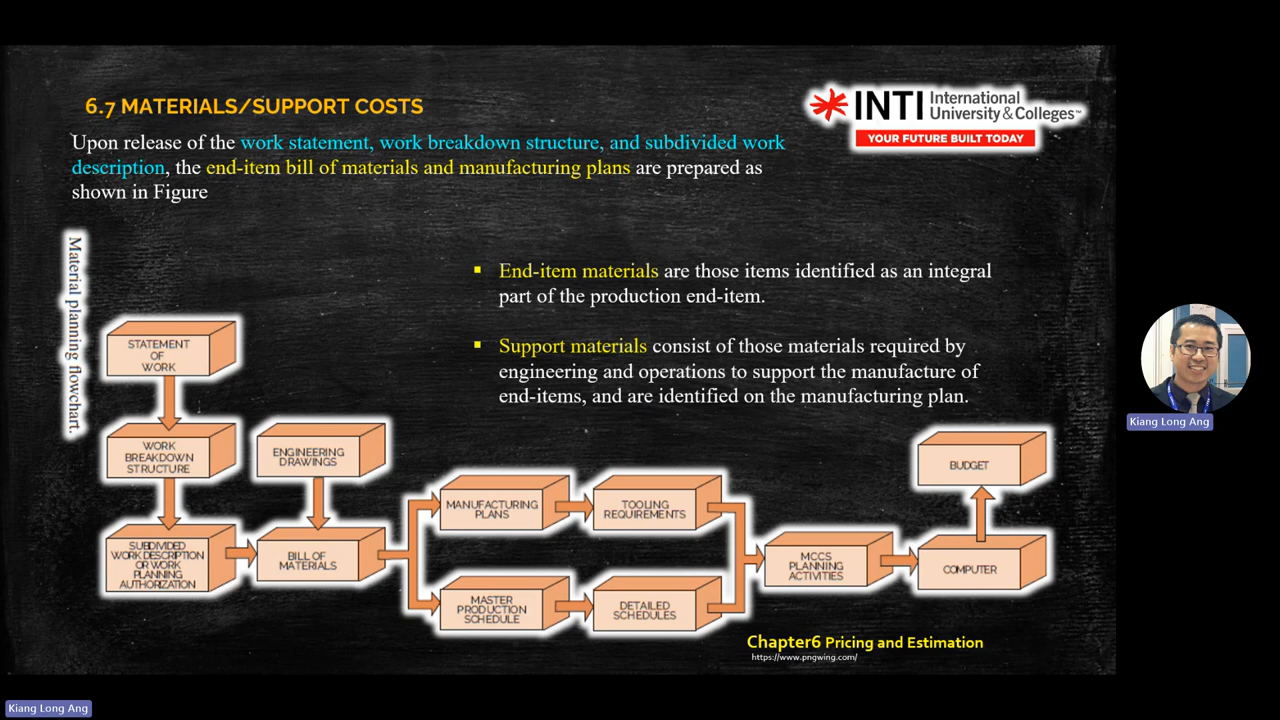 6.7 MATERIALS/SUPPORT COSTS
INTI International
University & Colleges™
YOUR FUTURE BUILT TODAY
Upon release of the work statement, work breakdown structure, and subdivided work
description, the end-item bill of materials and manufacturing plans are prepared as
shown in Figure
Material planning flowchart.
▪ End-item materials are those items identified as an integral
part of the production end-item.
▪ Support materials consist of those materials required by
engineering and operations to support the manufacture of
end-items, and are identified on the manufacturing plan.
STATEMENT
OF
WORK
WORK
BREAKDOWN
STRUCTURE
SUBDIVIDED
WORK DESCRIPTION
OR WORK
PLANNING
AUTHORIZATION
ENGINEERING
DRAWINGS
BILL OF
MATERIALS
MANUFACTURING
PLANS
TOOLING
REQUIREMENTS
MASTER
PRODUCTION
SCHEDULE
DETAILED
SCHEDULES
MCCS
PLANNING
ACTIVITIES
COMPUTER
BUDGET
Chapter6 Pricing and Estimation
https://www.pngwing.com/
Kiang Long Ang
Kiang Long Ang